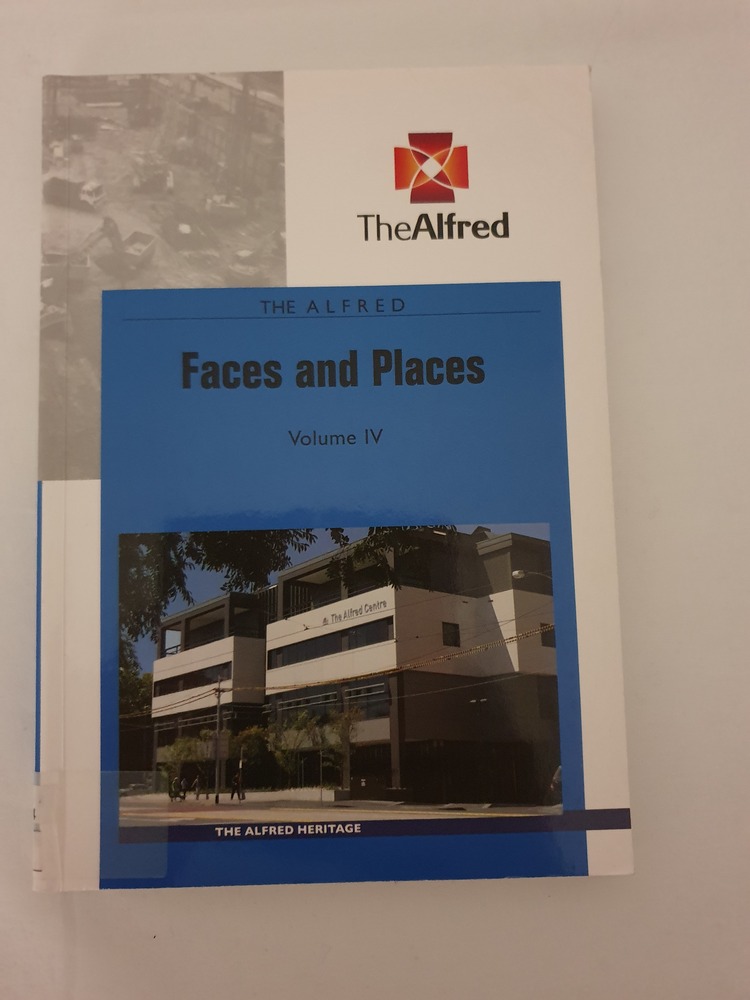 TheAlfred
THE ALFRED
Faces and Places
Volume IV
The Alfred Centre
THE ALFRED HERITAGE